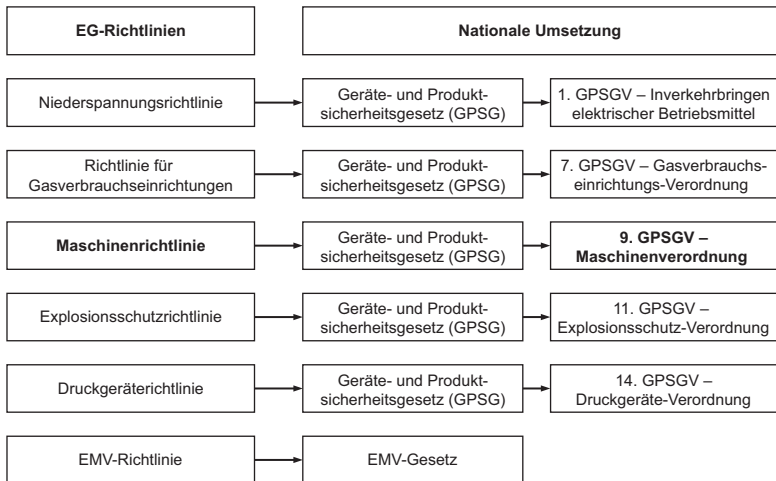 EG-Richtlinien
Nationale Umsetzung
Niederspannungsrichtlinie
Geräte- und Produkt-
sicherheitsgesetz (GPSG)
1. GPSGV – Inverkehrbringen
elektrischer Betriebsmittel
Richtlinie für
Gasverbrauchseinrichtungen
Geräte- und Produkt-
sicherheitsgesetz (GPSG)
7. GPSGV – Gasverbrauchs-
einrichtungs-Verordnung
Maschinenrichtlinie
Geräte- und Produkt-
sicherheitsgesetz (GPSG)
9. GPSGV –
Maschinenverordnung
Explosionsschutzrichtlinie
Geräte- und Produkt-
sicherheitsgesetz (GPSG)
11. GPSGV –
Explosionsschutz-Verordnung
Druckgeräterichtlinie
Geräte- und Produkt-
sicherheitsgesetz (GPSG)
14. GPSGV –
Druckgeräte-Verordnung
EMV-Richtlinie
EMV-Gesetz